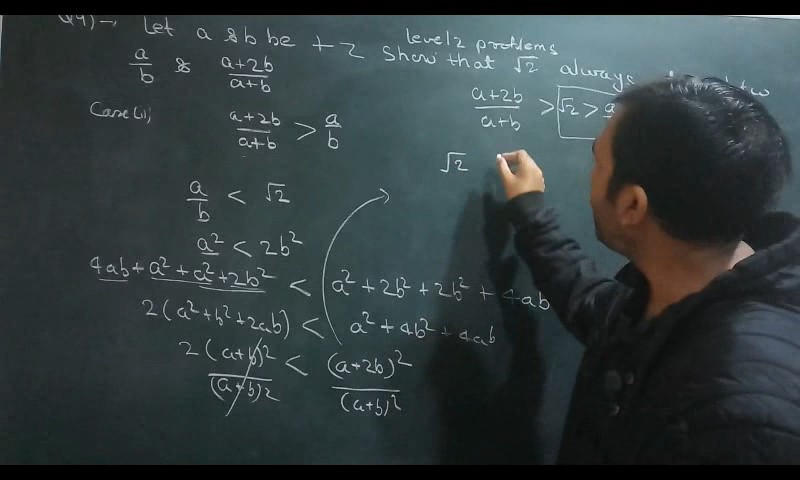 Let a & b be +Z
level 2 problems
a/b & (a+2b)/(a+b)
Show that √2 always
Case (ii)
(a+2b)/(a+b) > a/b
(a+2b)/(a+b) > √2 >
√2
a/b < √2
a² < 2b²
4ab + a² + a² + 2b² < a² + 2b² + 2b² + 4ab
2(a² + b² + 2ab) < a² + 4b² + 4ab
2(a+b)²/(a+b)² < (a+2b)²/(a+b)²